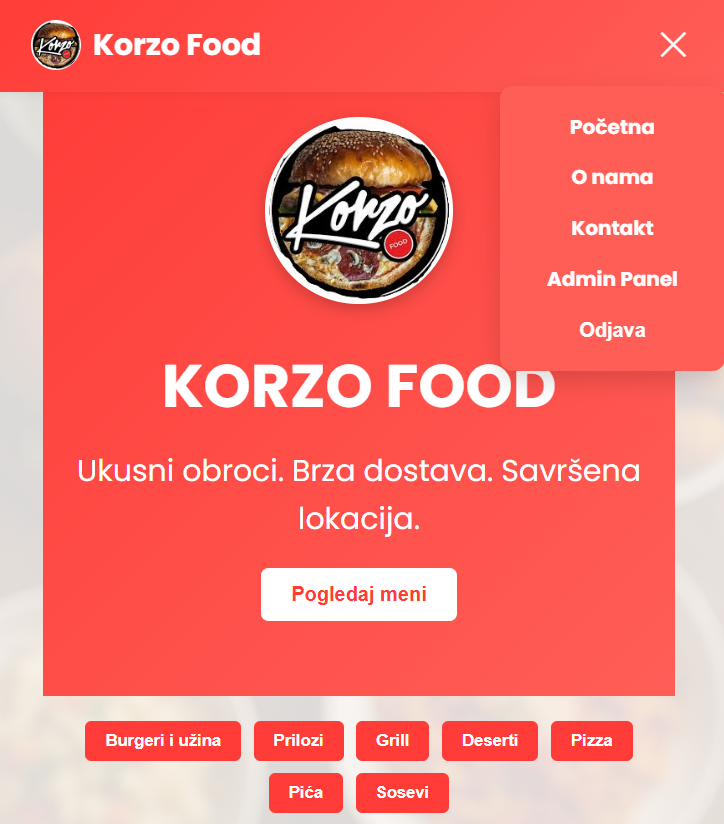 Korzo
Korzo Food
Početna
O nama
Kontakt
Admin Panel
Odjava
Korzo
FOOD
KORZO FOOD
Ukusni obroci. Brza dostava. Savršena
lokacija.
Pogledaj meni
Burgeri i užina
Prilozi
Grill
Deserti
Pizza
Pića
Sosevi